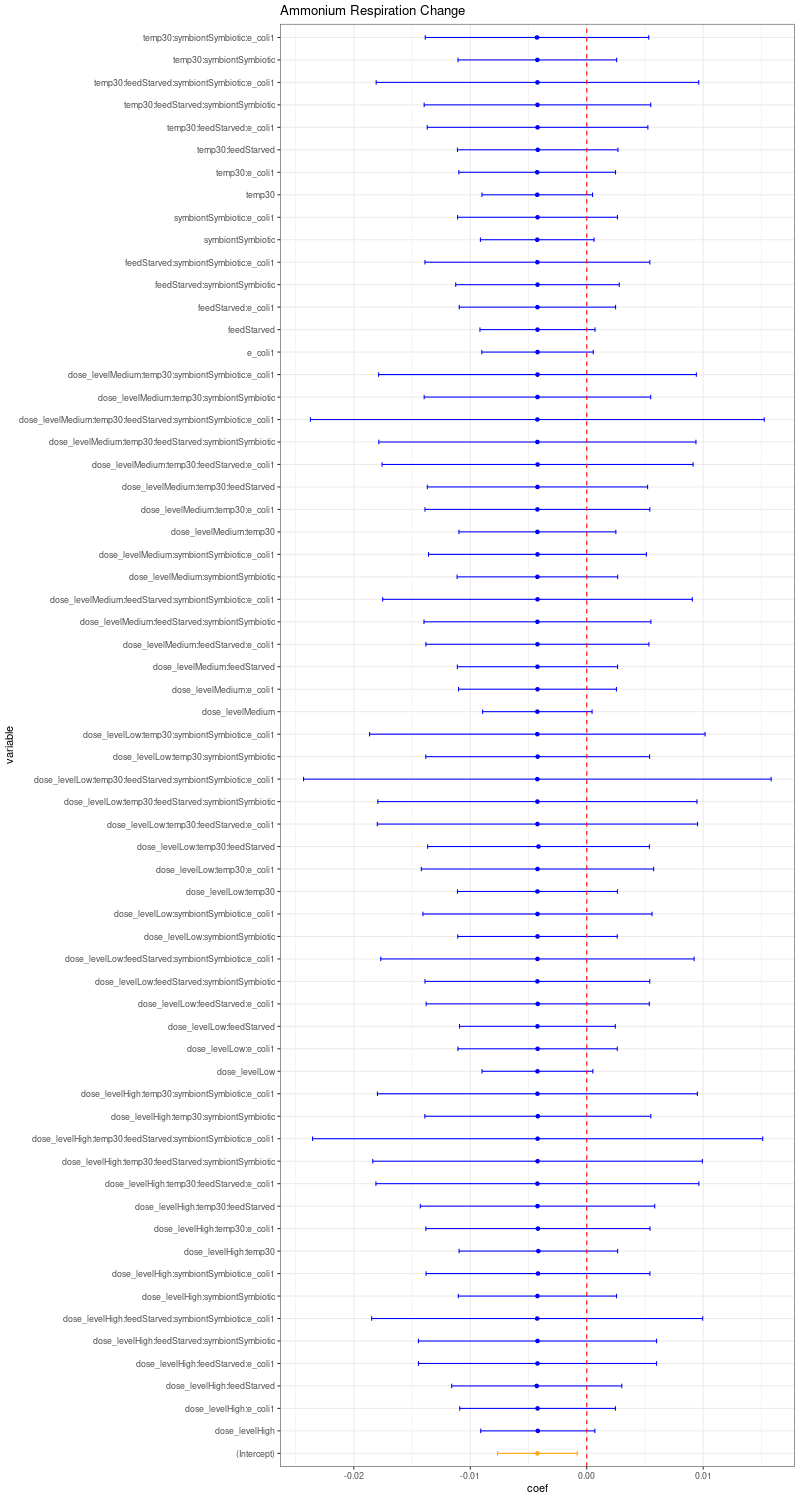 Ammonium Respiration Change
temp30:symbiontSymbiotic:e_coli1
temp30:symbiontSymbiotic
temp30:feedStarved:symbiontSymbiotic:e_coli1
temp30:feedStarved:symbiontSymbiotic
temp30:feedStarved:e_coli1
temp30:feedStarved
temp30:e_coli1
temp30
symbiontSymbiotic:e_coli1
symbiontSymbiotic
feedStarved:symbiontSymbiotic:e_coli1
feedStarved:symbiontSymbiotic
feedStarved:e_coli1
feedStarved
e_coli1
dose_levelMedium:temp30:symbiontSymbiotic:e_coli1
dose_levelMedium:temp30:symbiontSymbiotic
dose_levelMedium:temp30:feedStarved:symbiontSymbiotic:e_coli1
dose_levelMedium:temp30:feedStarved:symbiontSymbiotic
dose_levelMedium:temp30:feedStarved:e_coli1
dose_levelMedium:temp30:feedStarved
dose_levelMedium:temp30:e_coli1
dose_levelMedium:temp30
dose_levelMedium:symbiontSymbiotic:e_coli1
dose_levelMedium:symbiontSymbiotic
dose_levelMedium:feedStarved:symbiontSymbiotic:e_coli1
dose_levelMedium:feedStarved:symbiontSymbiotic
dose_levelMedium:feedStarved:e_coli1
dose_levelMedium:feedStarved
dose_levelMedium:e_coli1
dose_levelMedium
variable
dose_levelLow:temp30:symbiontSymbiotic:e_coli1
dose_levelLow:temp30:symbiontSymbiotic
dose_levelLow:temp30:feedStarved:symbiontSymbiotic:e_coli1
dose_levelLow:temp30:feedStarved:symbiontSymbiotic
dose_levelLow:temp30:feedStarved:e_coli1
dose_levelLow:temp30:feedStarved
dose_levelLow:temp30:e_coli1
dose_levelLow:temp30
dose_levelLow:symbiontSymbiotic:e_coli1
dose_levelLow:symbiontSymbiotic
dose_levelLow:feedStarved:symbiontSymbiotic:e_coli1
dose_levelLow:feedStarved:symbiontSymbiotic
dose_levelLow:feedStarved:e_coli1
dose_levelLow:feedStarved
dose_levelLow:e_coli1
dose_levelLow
dose_levelHigh:temp30:symbiontSymbiotic:e_coli1
dose_levelHigh:temp30:symbiontSymbiotic
dose_levelHigh:temp30:feedStarved:symbiontSymbiotic:e_coli1
dose_levelHigh:temp30:feedStarved:symbiontSymbiotic
dose_levelHigh:temp30:feedStarved:e_coli1
dose_levelHigh:temp30:feedStarved
dose_levelHigh:temp30:e_coli1
dose_levelHigh:temp30
dose_levelHigh:symbiontSymbiotic:e_coli1
dose_levelHigh:symbiontSymbiotic
dose_levelHigh:feedStarved:symbiontSymbiotic:e_coli1
dose_levelHigh:feedStarved:symbiontSymbiotic
dose_levelHigh:feedStarved:e_coli1
dose_levelHigh:feedStarved
dose_levelHigh:e_coli1
dose_levelHigh
(Intercept)
-0.02 -0.01 0.00 0.01
coef